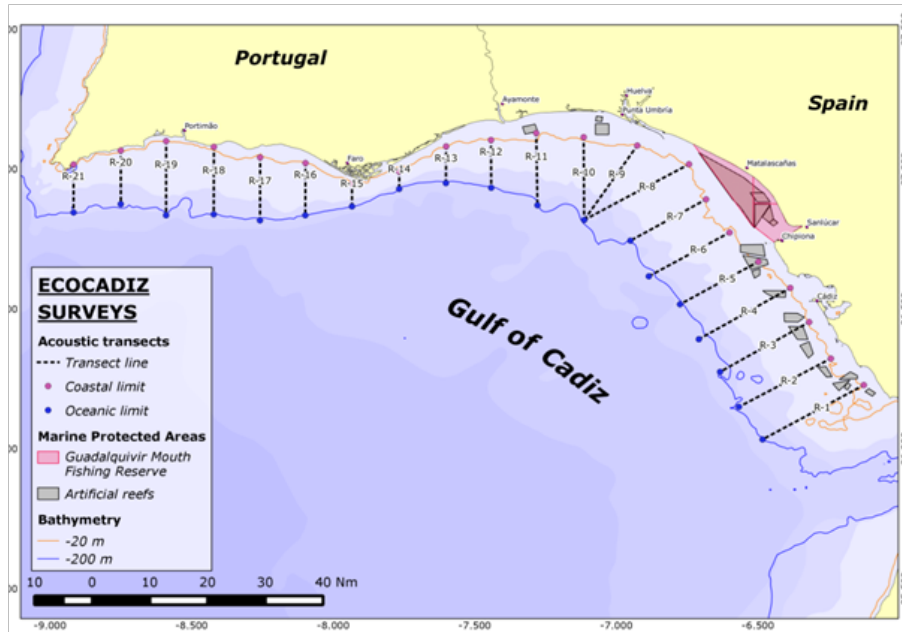 Portugal
Spain
Huelva
Punta Umbría
Ayamonte
Portimão
Faro
Matalascañas
Sanlúcar
Chipiona
Cádiz
R-21
R-20
R-19
R-18
R-17
R-16
R-15
R-14
R-13
R-12
R-11
R-10
R-9
R-8
R-7
R-6
R-5
R-4
R-3
R-2
R-1
Gulf of Cadiz
ECOCADIZ
SURVEYS
Acoustic transects
Transect line
Coastal limit
Oceanic limit
Marine Protected Areas
Guadalquivir Mouth
Fishing Reserve
Artificial reefs
Bathymetry
-20 m
-200 m
10 0 10 20 30 40 Nm
-9.000 -8.500 -8.000 -7.500 -7.000 -6.500